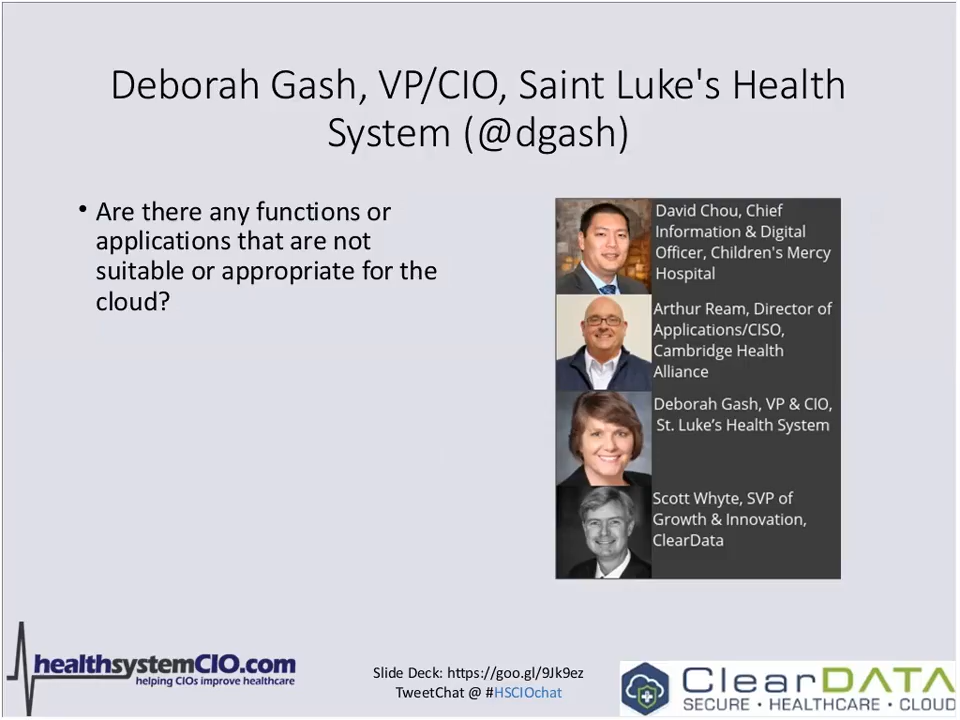 Deborah Gash, VP/CIO, Saint Luke's Health
System (@dgash)
• Are there any functions or
applications that are not
suitable or appropriate for the
cloud?
David Chou, Chief
Information & Digital
Officer, Children's Mercy
Hospital
Arthur Ream, Director of
Applications/CISO,
Cambridge Health
Alliance
Deborah Gash, VP & CIO,
St. Luke’s Health System
Scott Whyte, SVP of
Growth & Innovation,
ClearData
healthsystemCIO.com
helping CIOs improve healthcare
Slide Deck: https://goo.gl/9Jk9ez
TweetChat @ #HSCIOchat
ClearDATA
SECURE • HEALTHCARE • CLOUD